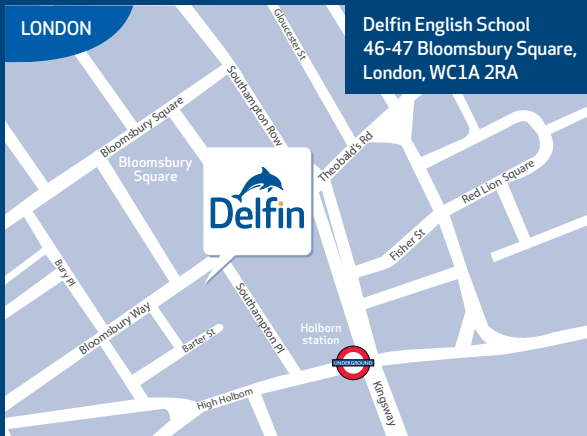 LONDON
Delfin English School
46-47 Bloomsbury Square,
London, WC1A 2RA
Gloucester St
Southampton Row
Bloomsbury Square
Theobald's Rd
Bloomsbury
Square
Red Lion Square
Delfin
Fisher St
Bury Pl
Bloomsbury Way
Barter St
Southampton Pl
Holborn
station
UNDERGROUND
High Holborn
Kingsway